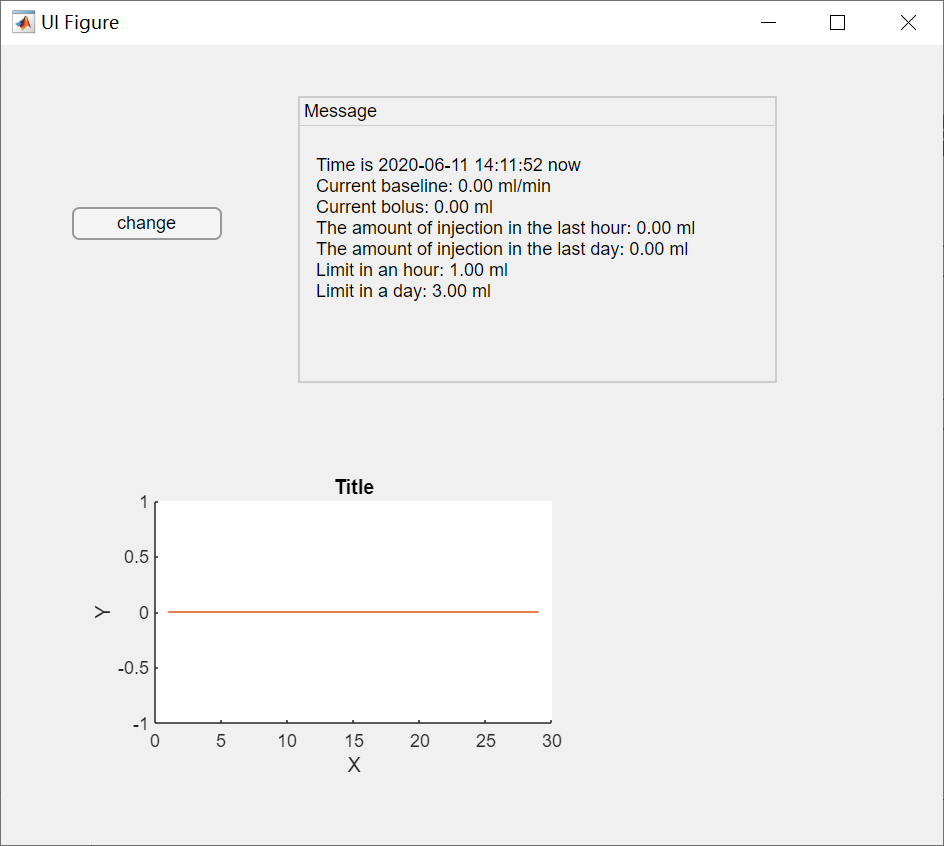 UI Figure
Message
Time is 2020-06-11 14:11:52 now
Current baseline: 0.00 ml/min
Current bolus: 0.00 ml
The amount of injection in the last hour: 0.00 ml
The amount of injection in the last day: 0.00 ml
Limit in an hour: 1.00 ml
Limit in a day: 3.00 ml
change
Title
1
0.5
0
-0.5
-1
Y
0 5 10 15 20 25 30
X